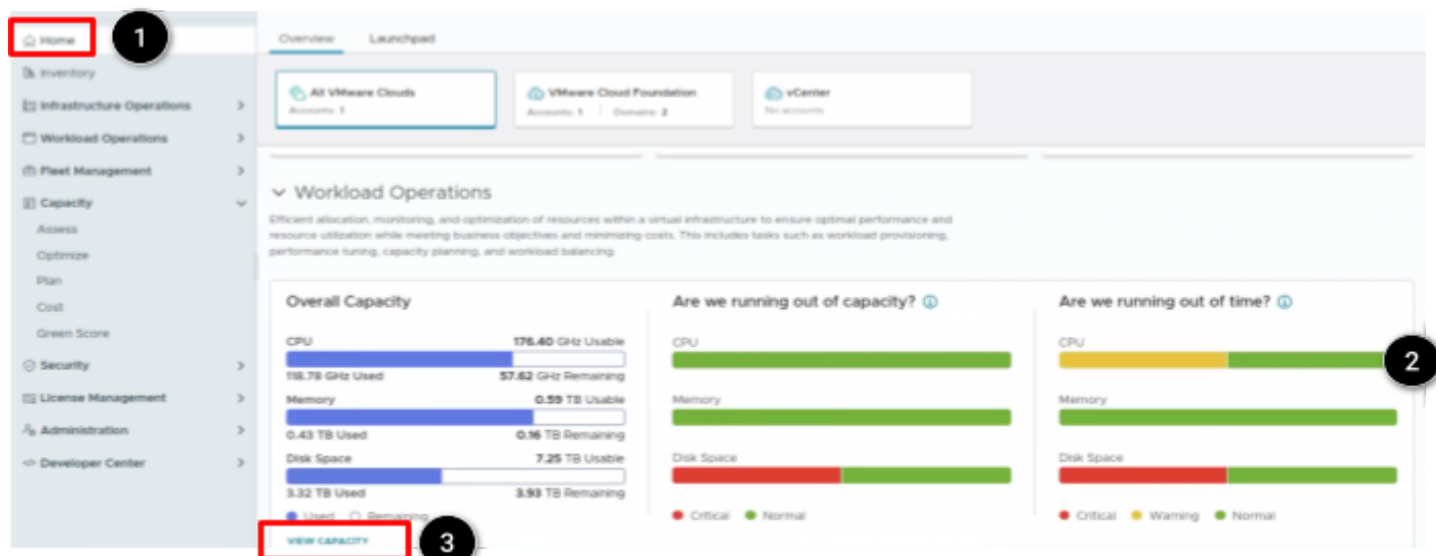 Home
1
Overview Launchpad
Inventory
Infrastructure Operations
Workload Operations
Fleet Management
Capacity
Assess
Optimize
Plan
Cost
Green Score
Security
License Management
Administration
Developer Center
All VMware Clouds
Accounts: 1
VMware Cloud Foundation
Accounts: 1 Domains: 2
vCenter
No accounts
Workload Operations
Efficient allocation, monitoring, and optimization of resources within a virtual infrastructure to ensure optimal performance and
resource utilization while meeting business objectives and minimizing costs. This includes tasks such as workload provisioning,
performance tuning, capacity planning, and workload balancing.
Overall Capacity
CPU 176.40 GHz Usable
118.78 GHz Used 57.62 GHz Remaining
Memory 0.59 TB Usable
0.43 TB Used 0.16 TB Remaining
Disk Space 7.25 TB Usable
3.32 TB Used 3.93 TB Remaining
Used Remaining
VIEW CAPACITY
3
Are we running out of capacity?
CPU
Memory
Disk Space
Critical Normal
Are we running out of time?
CPU
2
Memory
Disk Space
Critical Warning Normal